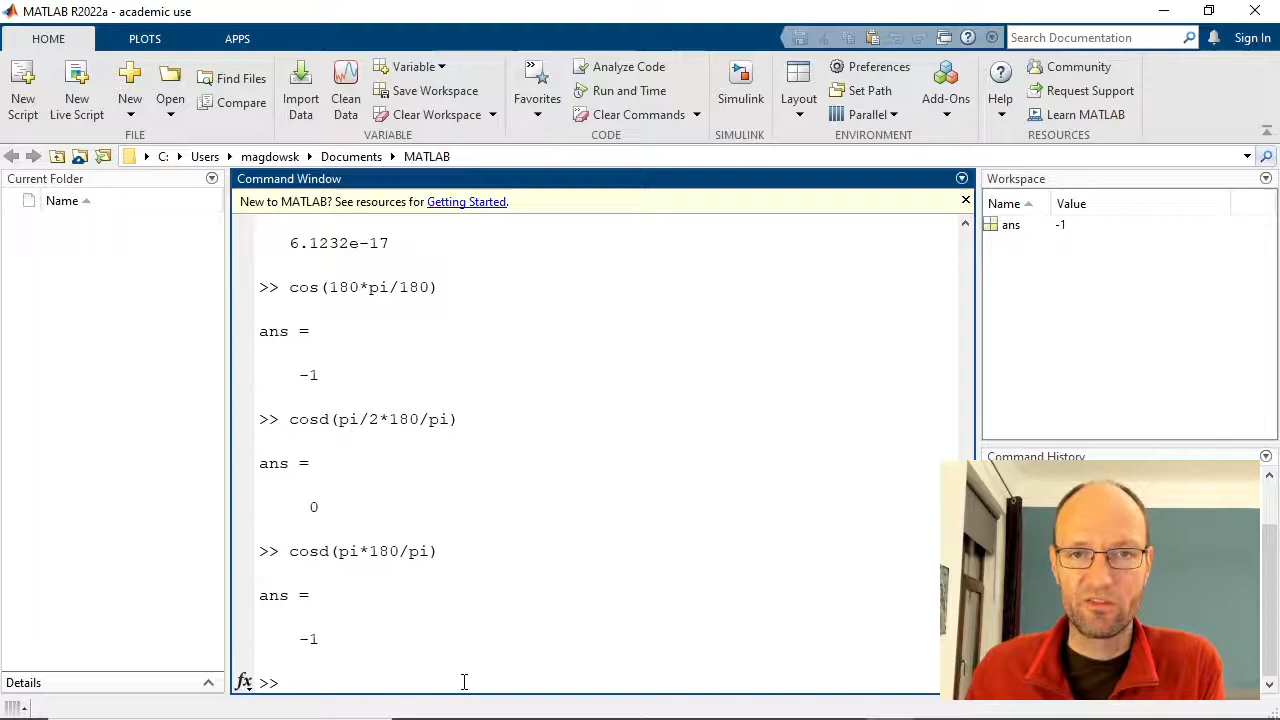 MATLAB R2022a - academic use
HOME PLOTS APPS
Search Documentation
Sign In
New Script
New Live Script
New
Open
Find Files
Compare
Import Data
Clean Data
Variable
Save Workspace
Clear Workspace
Favorites
Analyze Code
Run and Time
Clear Commands
Simulink
Layout
Preferences
Set Path
Parallel
Add-Ons
Help
Community
Request Support
Learn MATLAB
FILE VARIABLE CODE SIMULINK ENVIRONMENT RESOURCES
C: Users magdowsk Documents MATLAB
Current Folder
Name
Details
Command Window
New to MATLAB? See resources for Getting Started.
6.1232e-17
>> cos(180*pi/180)
ans =
-1
>> cosd(pi/2*180/pi)
ans =
0
>> cosd(pi*180/pi)
ans =
-1
fx >>
Workspace
Name Value
ans -1
Command History